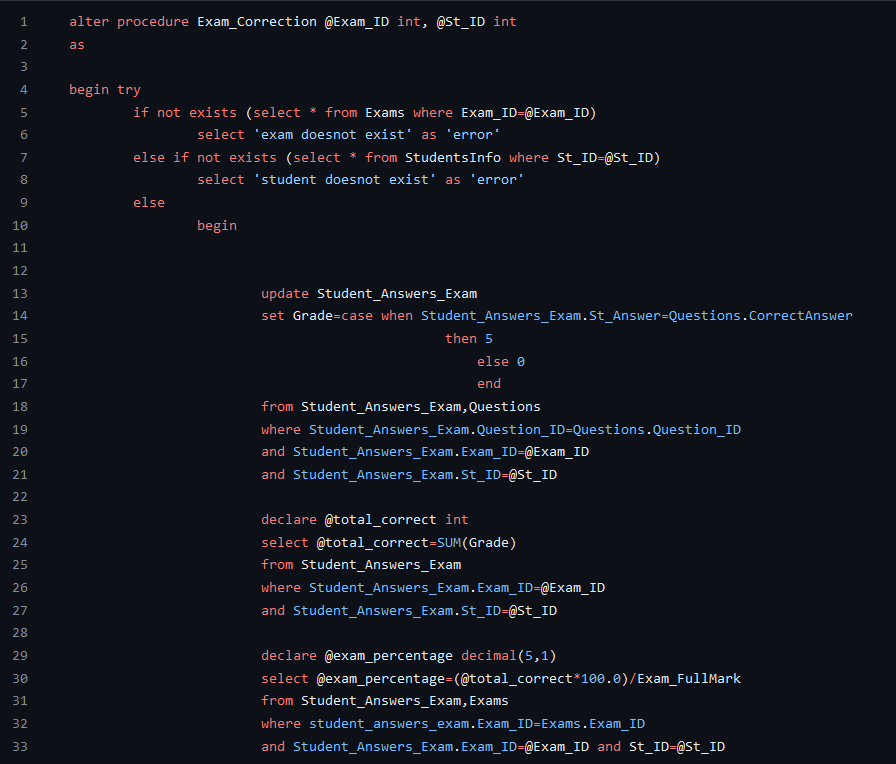 1 alter procedure Exam_Correction @Exam_ID int, @St_ID int
2 as
3
4 begin try
5 if not exists (select * from Exams where Exam_ID=@Exam_ID)
6 select 'exam doesnot exist' as 'error'
7 else if not exists (select * from StudentsInfo where St_ID=@St_ID)
8 select 'student doesnot exist' as 'error'
9 else
10 begin
11
12
13 update Student_Answers_Exam
14 set Grade=case when Student_Answers_Exam.St_Answer=Questions.CorrectAnswer
15 then 5
16 else 0
17 end
18 from Student_Answers_Exam,Questions
19 where Student_Answers_Exam.Question_ID=Questions.Question_ID
20 and Student_Answers_Exam.Exam_ID=@Exam_ID
21 and Student_Answers_Exam.St_ID=@St_ID
22
23 declare @total_correct int
24 select @total_correct=SUM(Grade)
25 from Student_Answers_Exam
26 where Student_Answers_Exam.Exam_ID=@Exam_ID
27 and Student_Answers_Exam.St_ID=@St_ID
28
29 declare @exam_percentage decimal(5,1)
30 select @exam_percentage=(@total_correct*100.0)/Exam_FullMark
31 from Student_Answers_Exam,Exams
32 where student_answers_exam.Exam_ID=Exams.Exam_ID
33 and Student_Answers_Exam.Exam_ID=@Exam_ID and St_ID=@St_ID